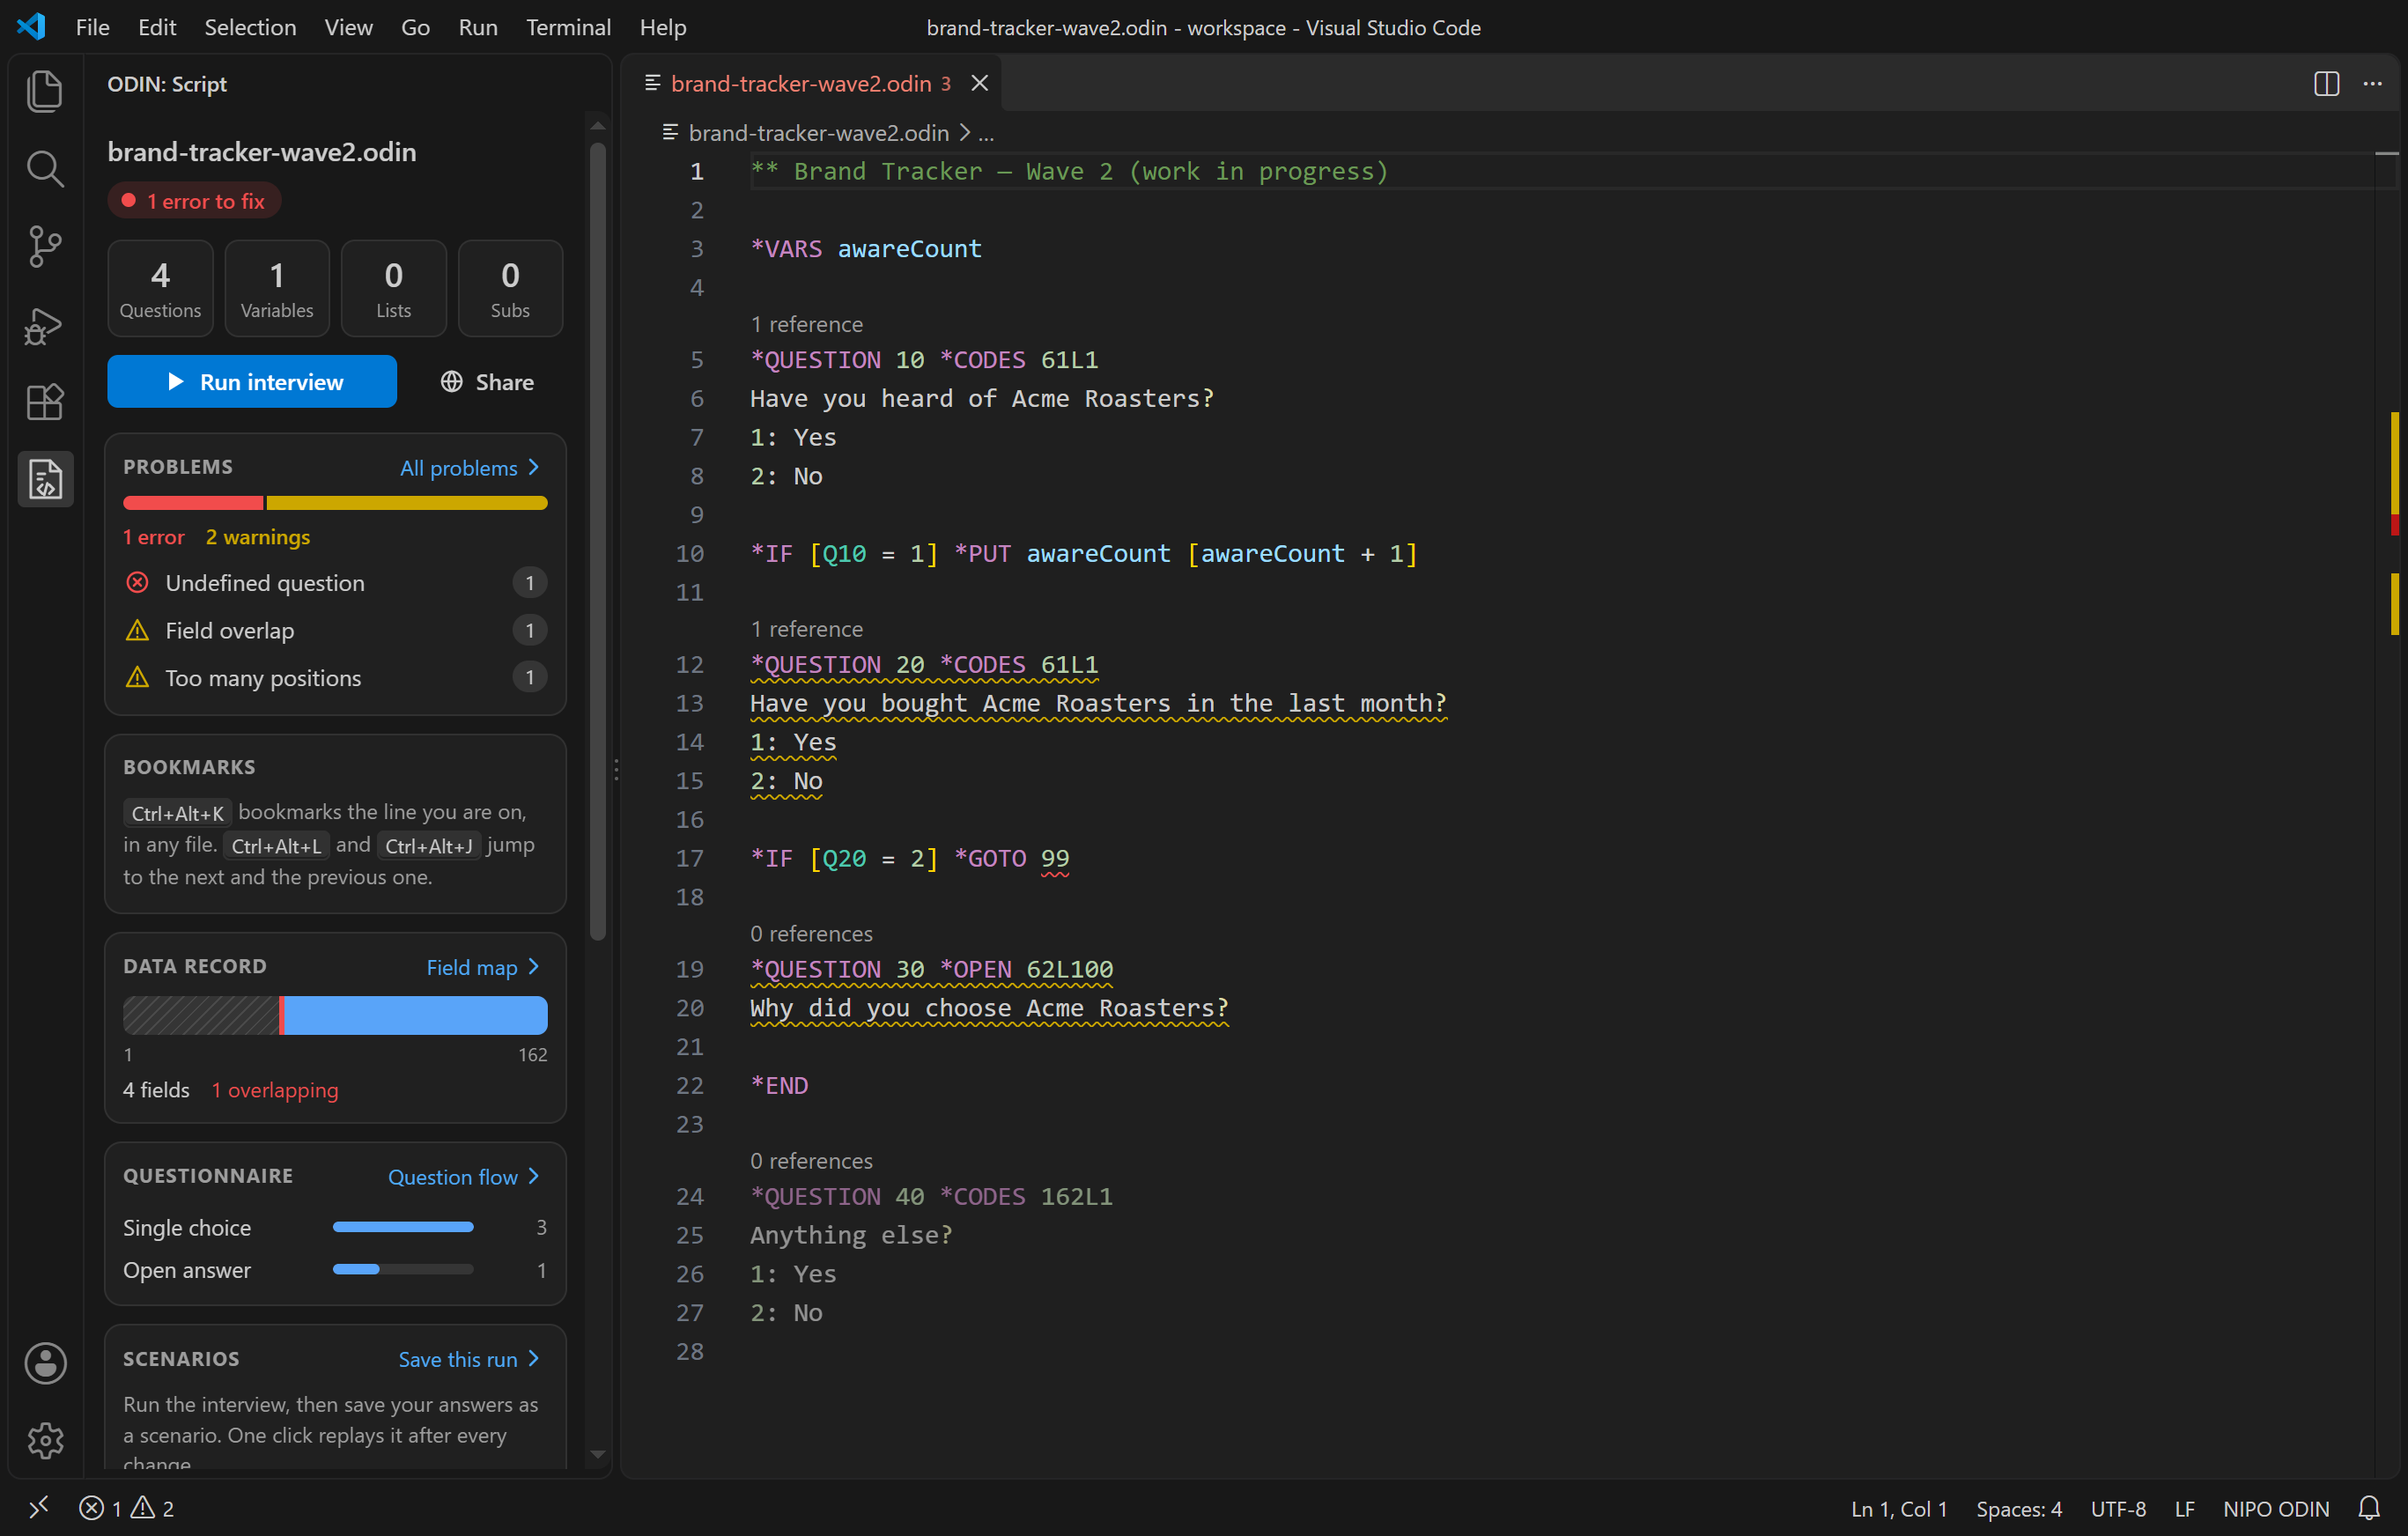 File Edit Selection View Go Run Terminal Help
brand-tracker-wave2.odin - workspace - Visual Studio Code
ODIN: Script
brand-tracker-wave2.odin
1 error to fix
4 1 0 0
Questions Variables Lists Subs
Run interview Share
PROBLEMS All problems
1 error 2 warnings
Undefined question 1
Field overlap 1
Too many positions 1
BOOKMARKS
Ctrl+Alt+K bookmarks the line you are on,
in any file. Ctrl+Alt+L and Ctrl+Alt+J jump
to the next and the previous one.
DATA RECORD Field map
1 162
4 fields 1 overlapping
QUESTIONNAIRE Question flow
Single choice 3
Open answer 1
SCENARIOS Save this run
Run the interview, then save your answers as
a scenario. One click replays it after every
change
brand-tracker-wave2.odin 3
brand-tracker-wave2.odin > ...
1 ** Brand Tracker — Wave 2 (work in progress)
2
3 *VARS awareCount
4
1 reference
5 *QUESTION 10 *CODES 61L1
6 Have you heard of Acme Roasters?
7 1: Yes
8 2: No
9
10 *IF [Q10 = 1] *PUT awareCount [awareCount + 1]
11
1 reference
12 *QUESTION 20 *CODES 61L1
13 Have you bought Acme Roasters in the last month?
14 1: Yes
15 2: No
16
17 *IF [Q20 = 2] *GOTO 99
18
0 references
19 *QUESTION 30 *OPEN 62L100
20 Why did you choose Acme Roasters?
21
22 *END
23
0 references
24 *QUESTION 40 *CODES 162L1
25 Anything else?
26 1: Yes
27 2: No
28
1 2
Ln 1, Col 1 Spaces: 4 UTF-8 LF NIPO ODIN